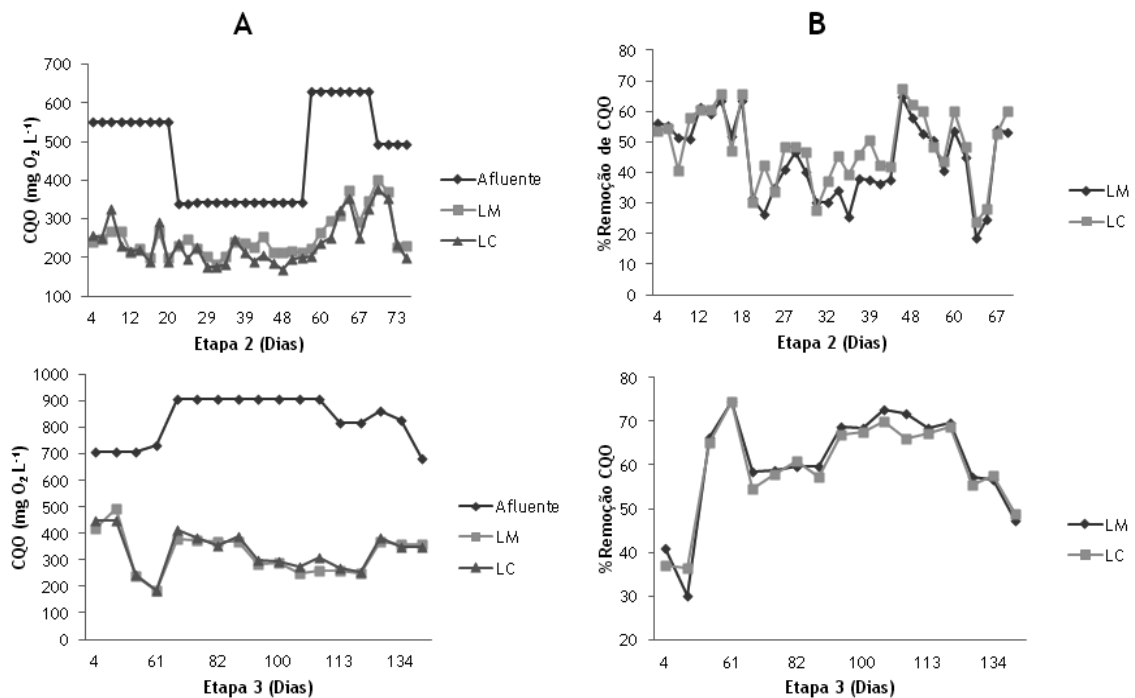 A
B
700
600
500
400
300
200
100
CQO (mg O₂ L⁻¹)
4 12 20 29 39 48 60 67 73
Etapa 2 (Dias)
Afluente
LM
LC
80
70
60
50
40
30
20
10
0
%Remoção de CQO
4 12 18 27 32 39 48 60 67
Etapa 2 (Dias)
LM
LC
1000
900
800
700
600
500
400
300
200
100
0
CQO (mg O₂ L⁻¹)
4 61 82 100 113 134
Etapa 3 (Dias)
Afluente
LM
LC
80
70
60
50
40
30
20
%Remoção CQO
4 61 82 100 113 134
Etapa 3 (Dias)
LM
LC